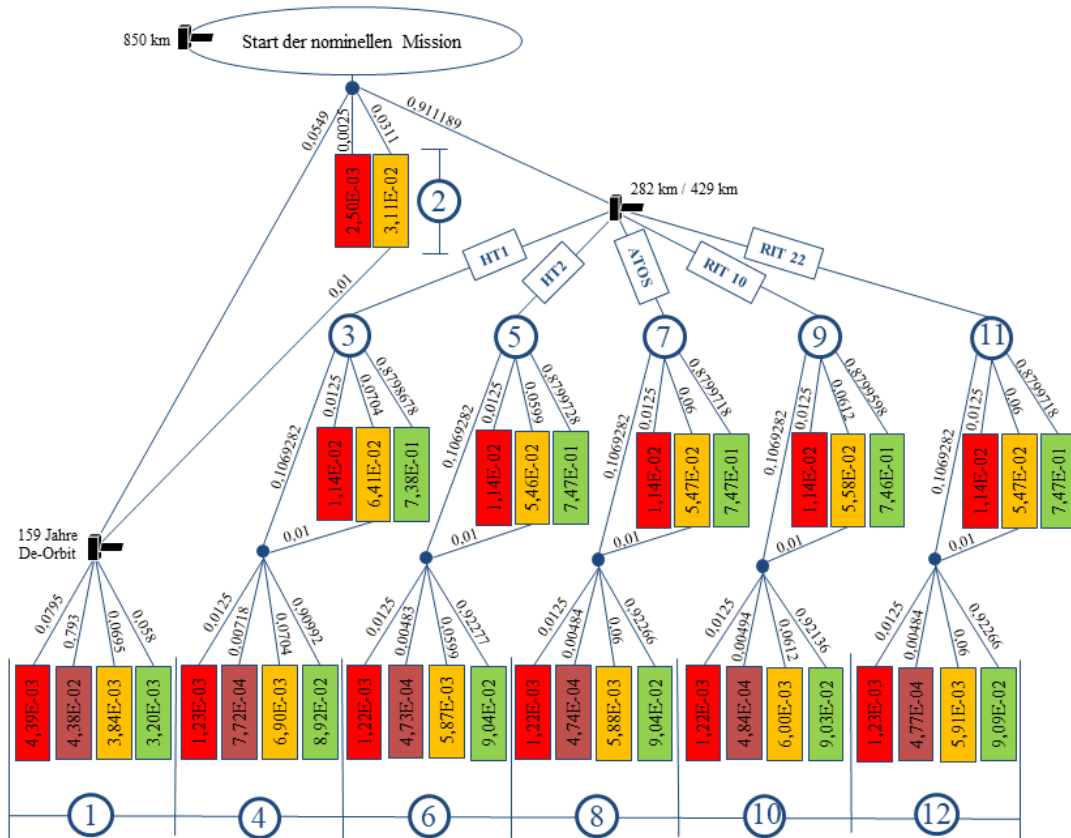 850 km
Start der nominellen Mission
0,0549
0,0025
0,0311
0,911189
2,50E-03
3,11E-02
2
282 km / 429 km
0,01
HT1
HT2
ATOS
RIT 10
RIT 22
3
5
7
9
11
0,1069282
0,0125
0,0704
0,8798678
0,1069282
0,0125
0,0599
0,8799728
0,1069282
0,0125
0,06
0,8799718
0,1069282
0,0125
0,0612
0,8799598
0,1069282
0,0125
0,06
0,8799718
1,14E-02
6,41E-02
7,38E-01
1,14E-02
5,46E-02
7,47E-01
1,14E-02
5,47E-02
7,47E-01
1,14E-02
5,58E-02
7,46E-01
1,14E-02
5,47E-02
7,47E-01
0,01
0,01
0,01
0,01
0,01
159 Jahre
De-Orbit
0,0795
0,793
0,0695
0,058
0,0125
0,00718
0,0704
0,90992
0,0125
0,00483
0,0599
0,92277
0,0125
0,00484
0,06
0,92266
0,0125
0,00494
0,0612
0,92136
0,0125
0,00484
0,06
0,92266
4,39E-03
4,38E-02
3,84E-03
3,20E-03
1,23E-03
7,72E-04
6,90E-03
8,92E-02
1,22E-03
4,73E-04
5,87E-03
9,04E-02
1,22E-03
4,74E-04
5,88E-03
9,04E-02
1,22E-03
4,84E-04
6,00E-03
9,03E-02
1,23E-03
4,77E-04
5,91E-03
9,09E-02
1
4
6
8
10
12